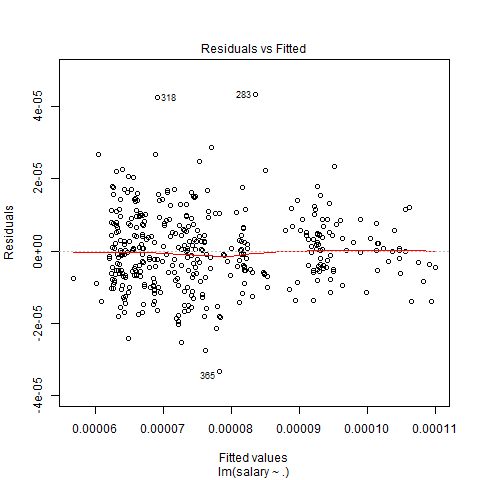 Residuals vs Fitted
Residuals
4e-05
2e-05
0e+00
-2e-05
-4e-05
318
283
365
0.00006 0.00007 0.00008 0.00009 0.00010 0.00011
Fitted values
lm(salary ~ .)